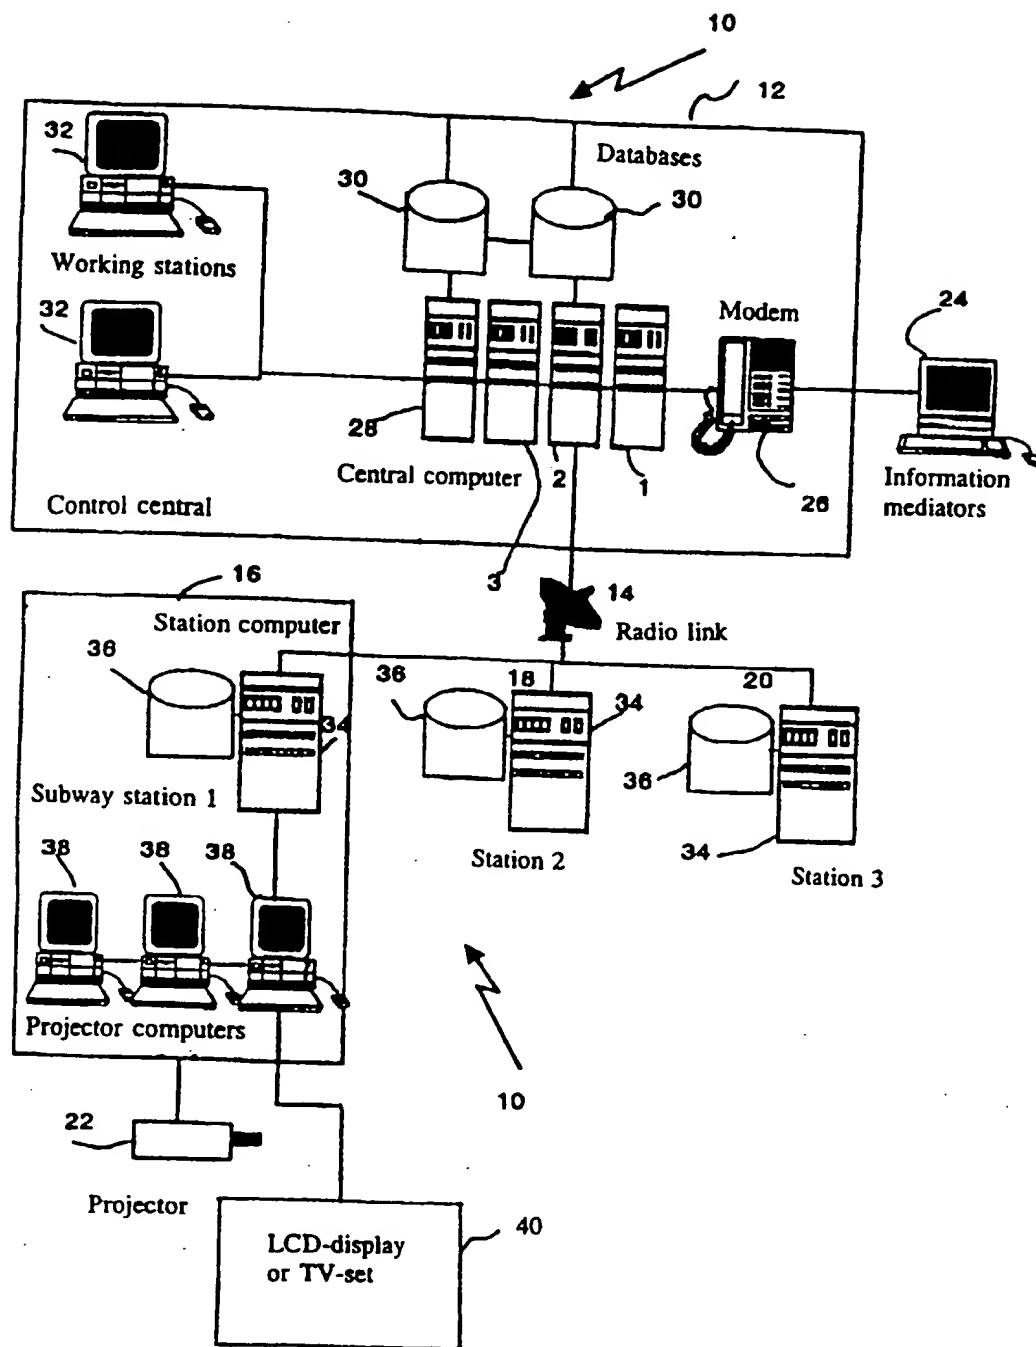 10
12
32
Databases
30
30
Working stations
32
Modem
24
28
2
1
Central computer
26
Information
mediators
Control central
3
16
14
Station computer
Radio link
36
36
18
34
20
34
36
Subway station 1
34
Station 2
Station 3
38
38
38
Projector computers
10
22
Projector
40
LCD-display
or TV-set